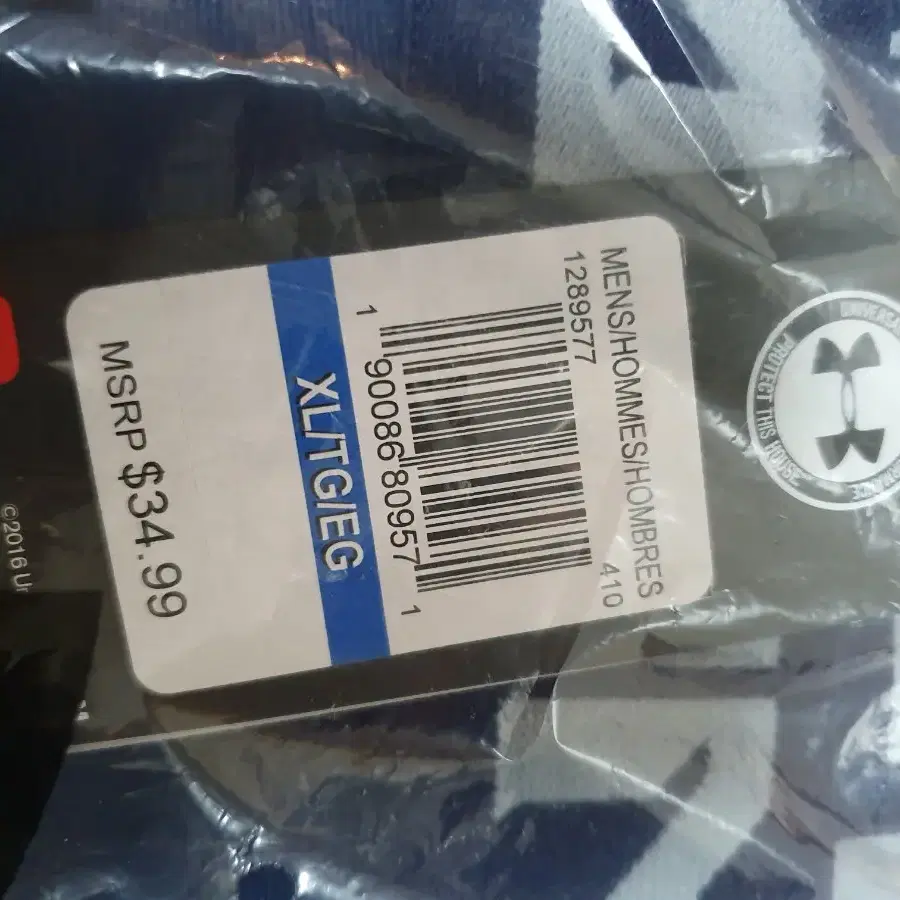 MENS/HOMMES/HOMBRES
1289577 410
1 90086 80957 1
XL/TG/EG
MSRP $34.99
PROTECT THIS HOUSE
©2016 Un